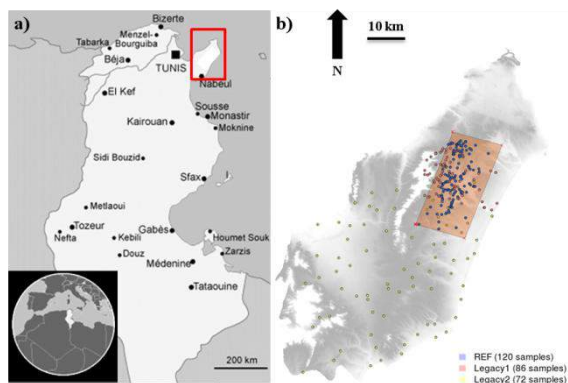 a)
Bizerte
Menzel-
Bourguiba
Tabarka
Béja
TUNIS
Nabeul
El Kef
Sousse
Monastir
Kairouan
Moknine
Sidi Bouzid
Sfax
Metlaoui
Tozeur
Gabès
Nefta
Kebili
Houmet Souk
Douz
Zarzis
Médenine
Tataouine
200 km
b)
10 km
N
REF (120 samples)
Legacy1 (86 samples)
Legacy2 (72 samples)